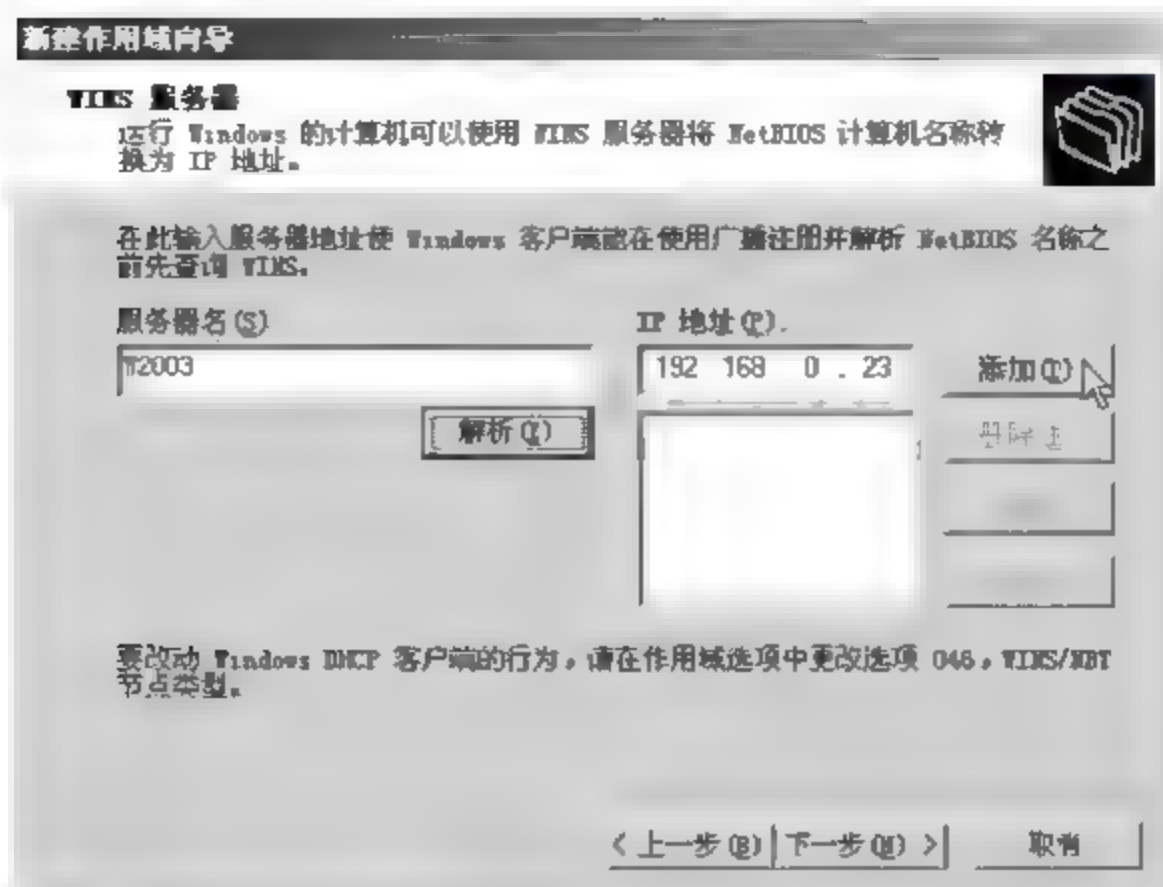 新建作用域向导
WINS 服务器
运行 Windows 的计算机可以使用 WINS 服务器将 NetBIOS 计算机名称转
换为 IP 地址。
在此输入服务器地址使 Windows 客户端能在使用广播注册并解析 NetBIOS 名称之
前先查询 WINS。
服务器名(S) IP 地址(P).
W2003 192 168 0 . 23 添加(D)
解析(E) 删除
要改动 Windows DHCP 客户端的行为，请在作用域选项中更改选项 046，WINS/NBT
节点类型。
< 上一步(B) 下一步(N) > 取消